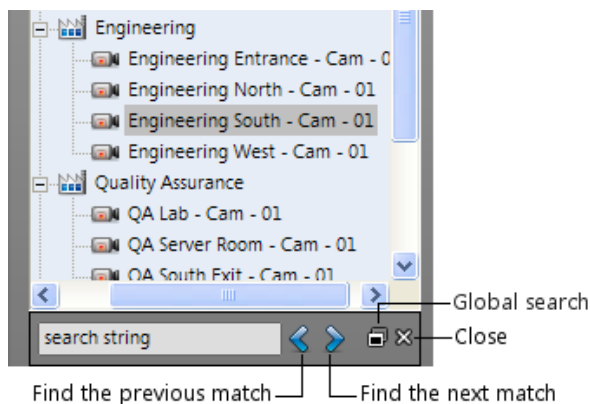 Engineering
Engineering Entrance - Cam - 0
Engineering North - Cam - 01
Engineering South - Cam - 01
Engineering West - Cam - 01
Quality Assurance
QA Lab - Cam - 01
QA Server Room - Cam - 01
QA South Exit - Cam - 01
Global search
search string
Close
Find the previous match
Find the next match